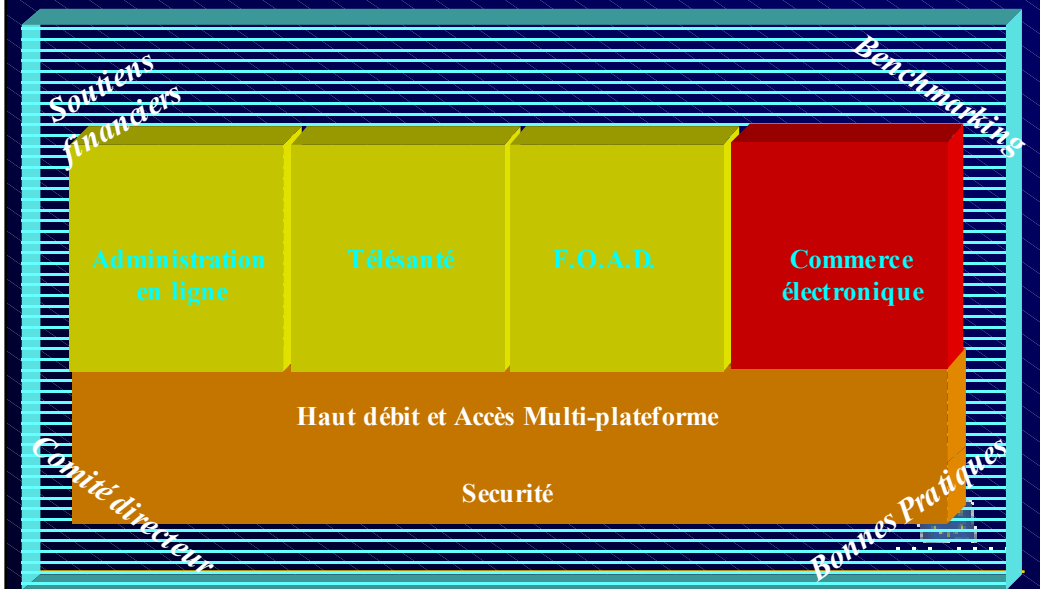 Soutiens
financiers
Benchmarking
Administration
en ligne
Télésanté
F.O.A.D.
Commerce
électronique
Haut débit et Accès Multi-plateforme
Securité
Comité directeur
Bonnes Pratiques